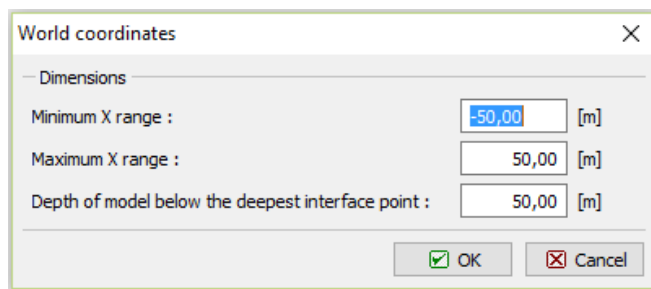 World coordinates
Dimensions
Minimum X range : -50,00 [m]
Maximum X range : 50,00 [m]
Depth of model below the deepest interface point : 50,00 [m]
OK Cancel